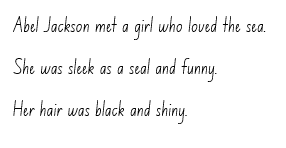 Abel Jackson met a girl who loved the sea.
She was sleek as a seal and funny.
Her hair was black and shiny.